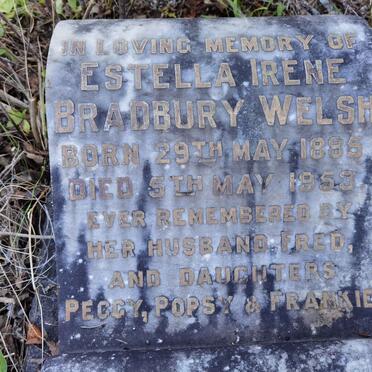 IN LOVING MEMORY OF
ESTELLA IRENE
BRADBURY WELSH
BORN 29TH MAY 1885
DIED 5TH MAY 1953
EVER REMEMBERED BY
HER HUSBAND FRED,
AND DAUGHTERS
PEGGY, POPSY & FRANKIE